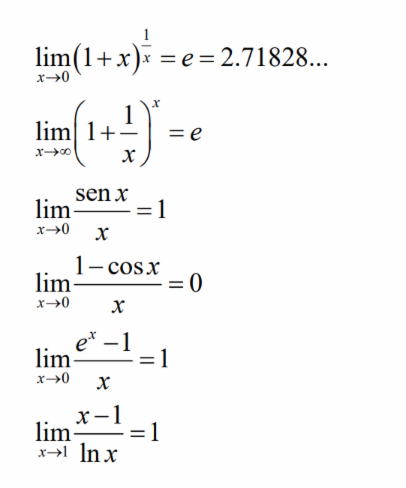 lim x→0 (1 + x)^(1/x) = e = 2.71828...
lim x→∞ (1 + 1/x)^x = e
lim x→0 sen x / x = 1
lim x→0 (1 − cos x) / x = 0
lim x→0 (e^x − 1) / x = 1
lim x→1 (x − 1) / ln x = 1